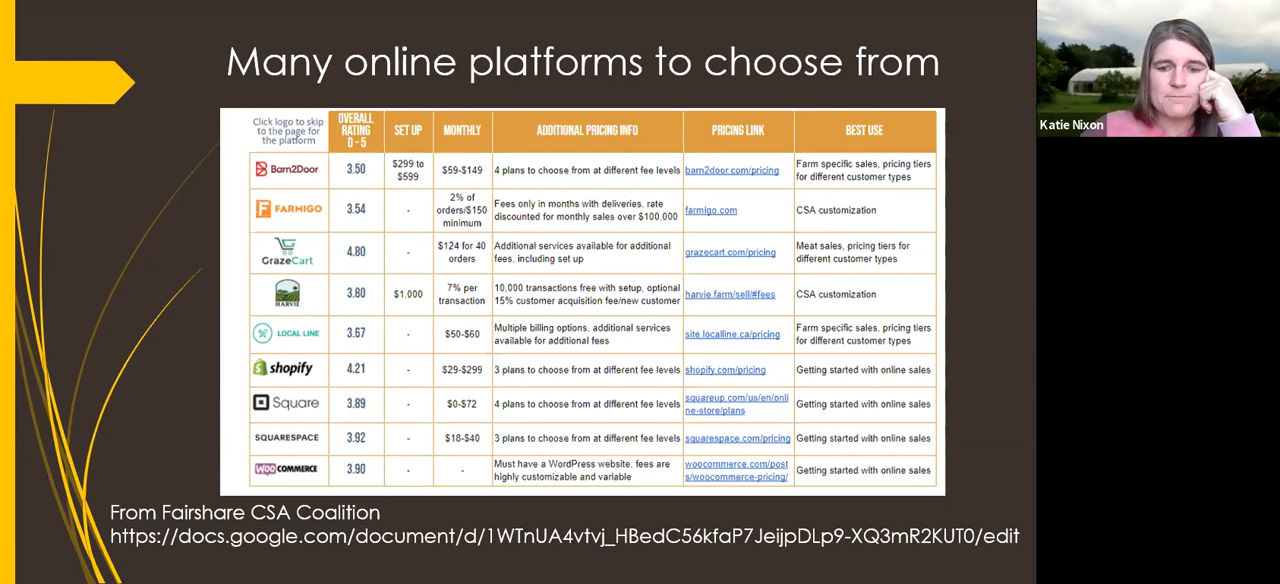 Many online platforms to choose from
Click logo to skip
to the page for
the platform
OVERALL
RATING
0 - 5
SET UP
MONTHLY
ADDITIONAL PRICING INFO
PRICING LINK
BEST USE
Barn2Door
3.50
$299 to
$599
$59-$149
4 plans to choose from at different fee levels
barn2door.com/pricing
Farm specific sales, pricing tiers
for different customer types
FARMIGO
3.54
-
2% of
orders/$150
minimum
Fees only in months with deliveries, rate
discounted for monthly sales over $100,000
farmigo.com
CSA customization
GrazeCart
4.80
-
$124 for 40
orders
Additional services available for additional
fees, including set up
grazecart.com/pricing
Meat sales, pricing tiers for
different customer types
HARVIE
3.80
$1,000
7% per
transaction
10,000 transactions free with setup, optional
15% customer acquisition fee/new customer
harvie.farm/sell/#fees
CSA customization
LOCAL LINE
3.67
-
$50-$60
Multiple billing options, additional services
available for additional fees
site.localline.ca/pricing
Farm specific sales, pricing tiers
for different customer types
shopify
4.21
-
$29-$299
3 plans to choose from at different fee levels
shopify.com/pricing
Getting started with online sales
Square
3.89
-
$0-$72
4 plans to choose from at different fee levels
squareup.com/us/en/onli
ne-store/plans
Getting started with online sales
SQUARESPACE
3.92
-
$18-$40
3 plans to choose from at different fee levels
squarespace.com/pricing
Getting started with online sales
WOO COMMERCE
3.90
-
-
Must have a WordPress website, fees are
highly customizable and variable
woocommerce.com/post
s/woocommerce-pricing/
Getting started with online sales
From Fairshare CSA Coalition
https://docs.google.com/document/d/1WTnUA4vtvj_HBedC56kfaP7JeijpDLp9-XQ3mR2KUT0/edit
Katie Nixon